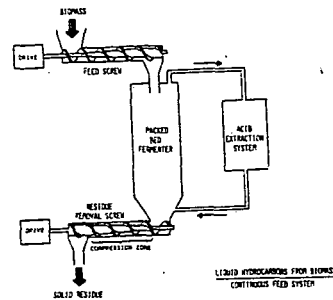 BIOMASS
DRIVE
FEED SCREW
PACKED
BED
FERMENTER
ACID
EXTRACTION
SYSTEM
RESIDUE
REMOVAL SCREW
DRIVE
COMPRESSION ZONE
SOLID RESIDUE
LIQUID HYDROCARBONS FROM BIOMASS
CONTINUOUS FEED SYSTEM